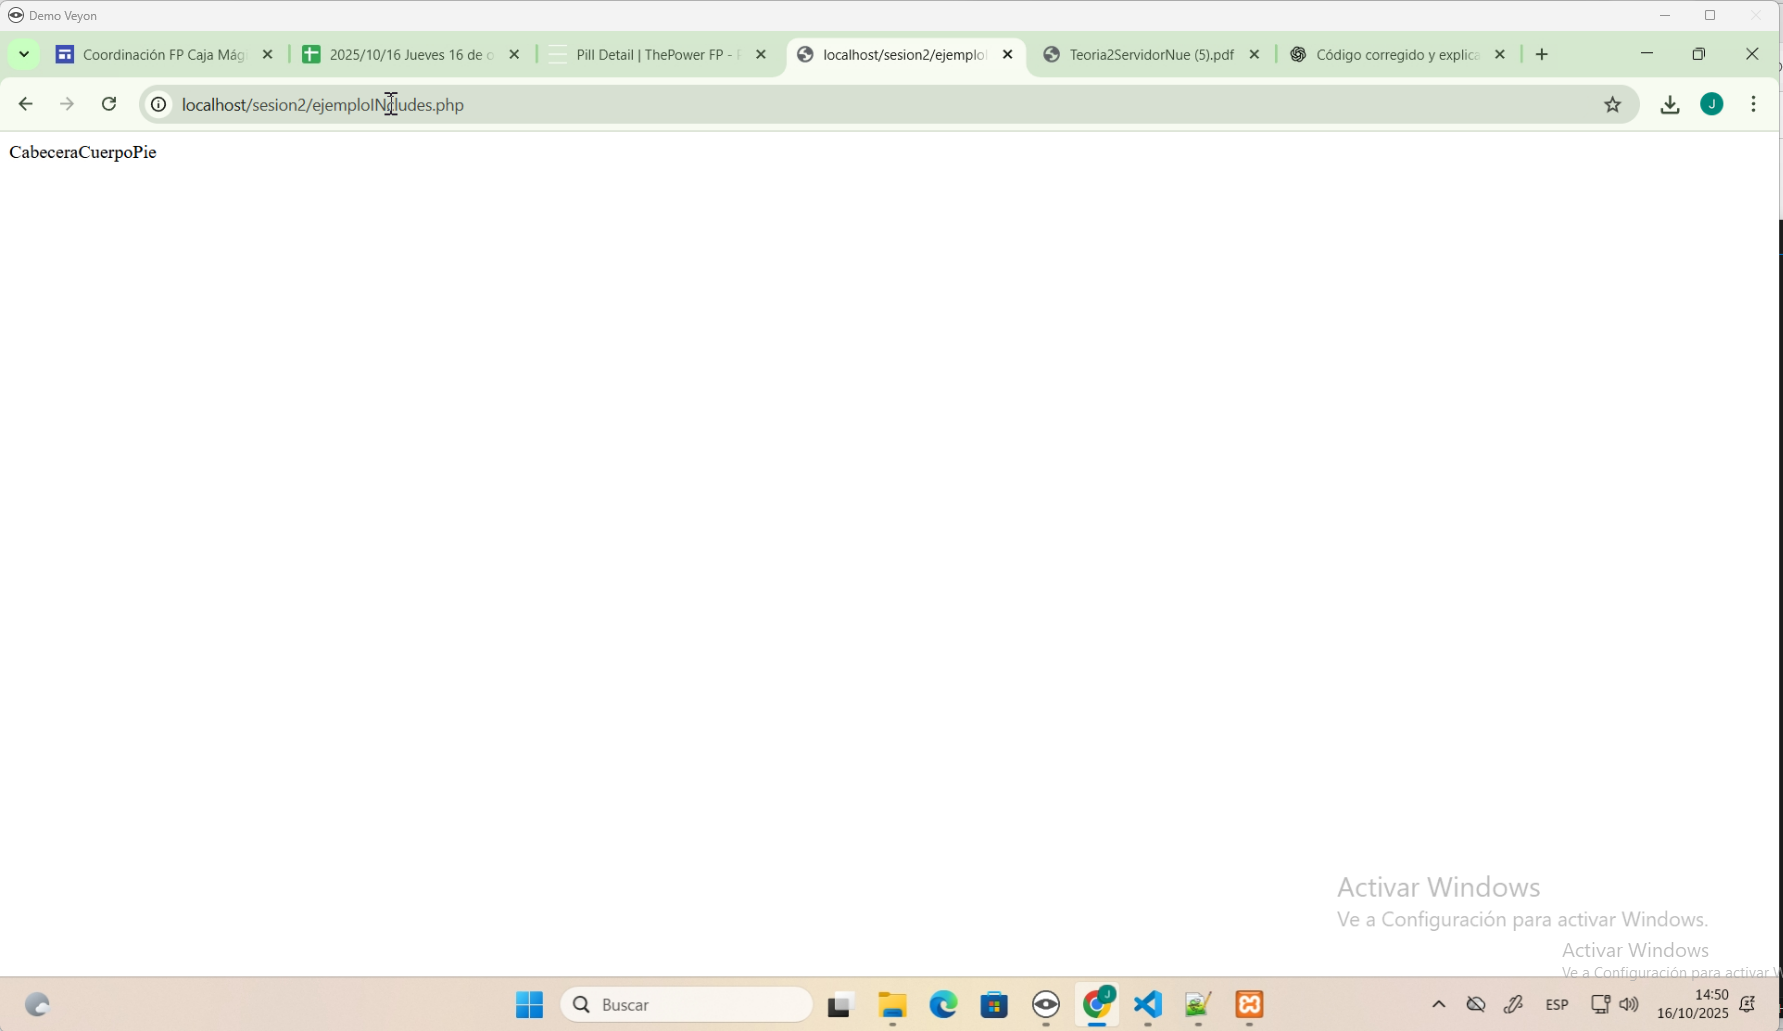 Demo Veyon
Coordinación FP Caja Mág
2025/10/16 Jueves 16 de o
Pill Detail | ThePower FP - F
localhost/sesion2/ejemplo
Teoria2ServidorNue (5).pdf
Código corregido y explica
localhost/sesion2/ejemploINcludes.php
J
CabeceraCuerpoPie
Activar Windows
Ve a Configuración para activar Windows.
Activar Windows
Ve a Configuración para activar W
Buscar
J
ESP
14:50
16/10/2025